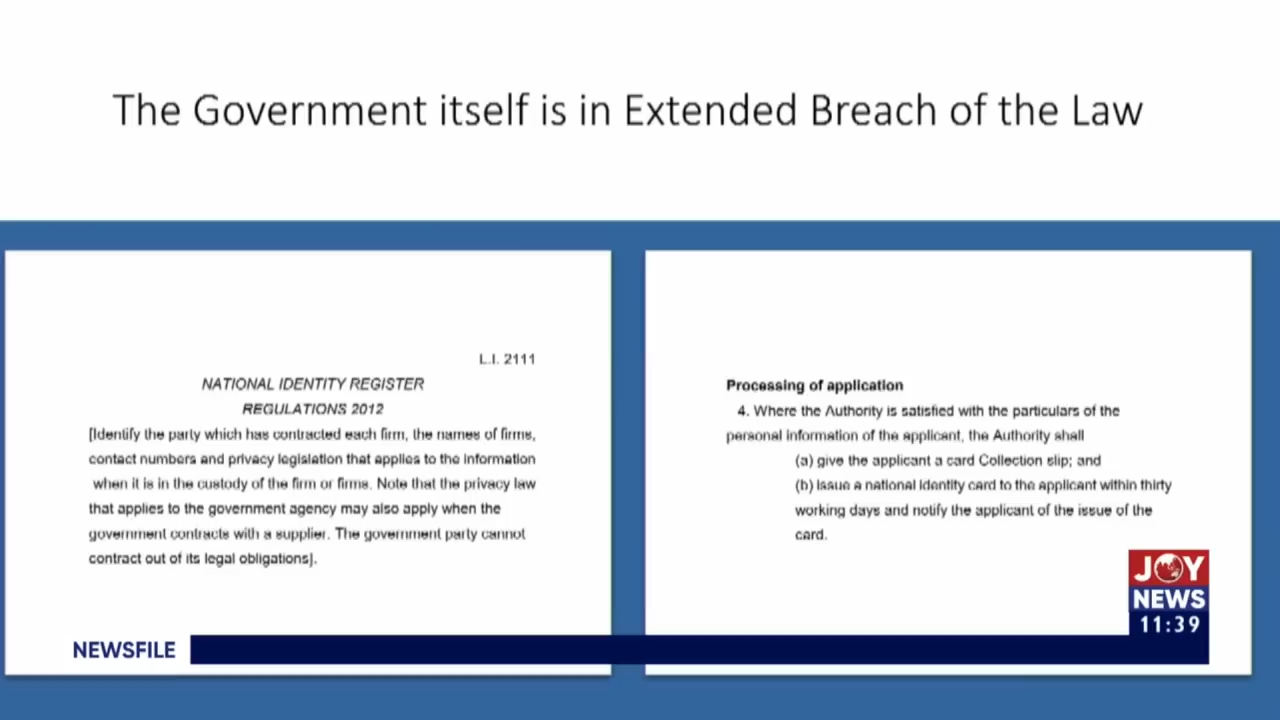 The Government itself is in Extended Breach of the Law
L.I. 2111
NATIONAL IDENTITY REGISTER
REGULATIONS 2012
[Identify the party which has contracted each firm, the names of firms,
contact numbers and privacy legislation that applies to the information
when it is in the custody of the firm or firms. Note that the privacy law
that applies to the government agency may also apply when the
government contracts with a supplier. The government party cannot
contract out of its legal obligations].
Processing of application
4. Where the Authority is satisfied with the particulars of the
personal information of the applicant, the Authority shall
(a) give the applicant a card Collection slip; and
(b) issue a national identity card to the applicant within thirty
working days and notify the applicant of the issue of the
card.
JOY
NEWS
11:39
NEWSFILE